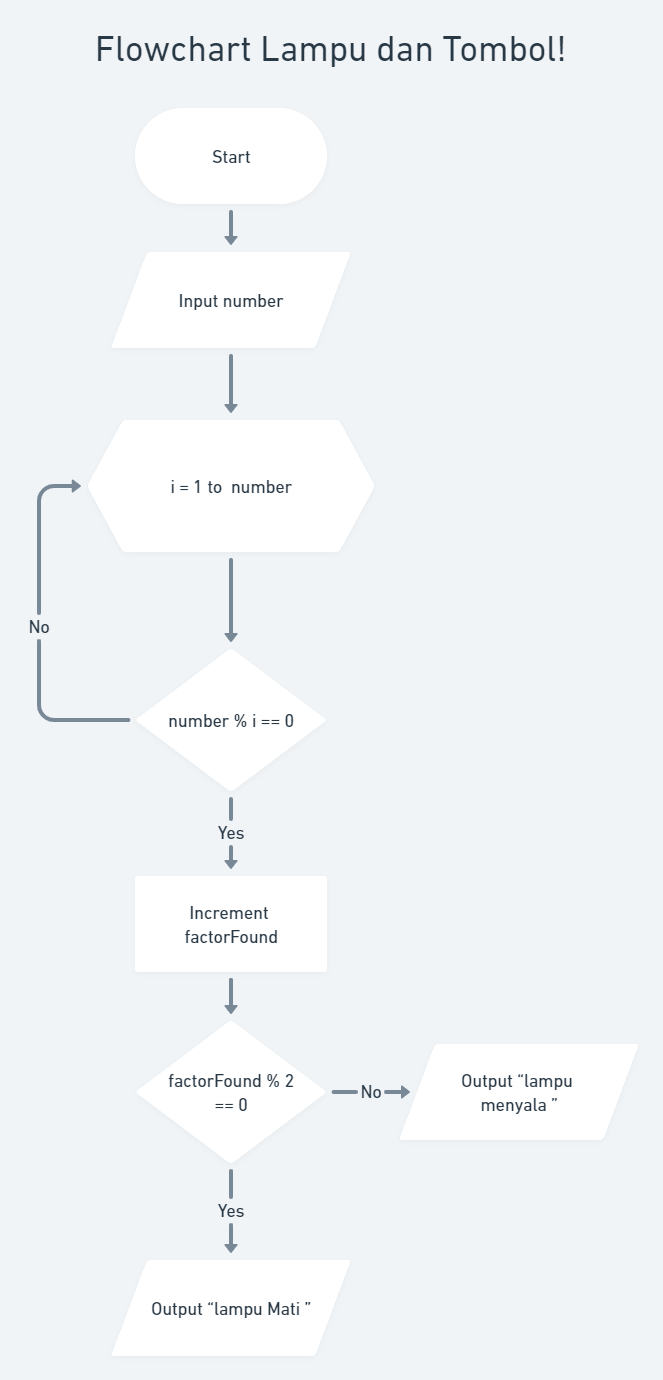 Flowchart Lampu dan Tombol!
Start
Input number
i = 1 to  number
No
number % i == 0
Yes
Increment
factorFound
factorFound % 2
== 0
No
Output “lampu
menyala ”
Yes
Output “lampu Mati ”